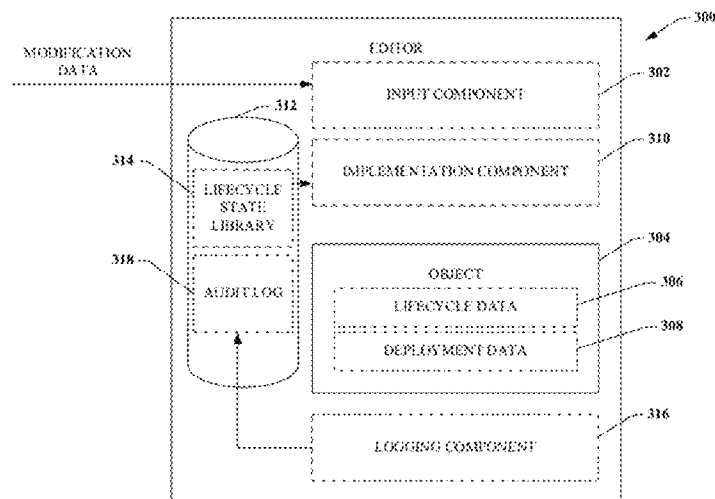 300
EDITOR
MODIFICATION
DATA
INPUT COMPONENT
302
312
IMPLEMENTATION COMPONENT
310
314
LIFECYCLE
STATE
LIBRARY
304
OBJECT
318
AUDIT LOG
LIFECYCLE DATA
306
DEPLOYMENT DATA
308
LOGGING COMPONENT
316